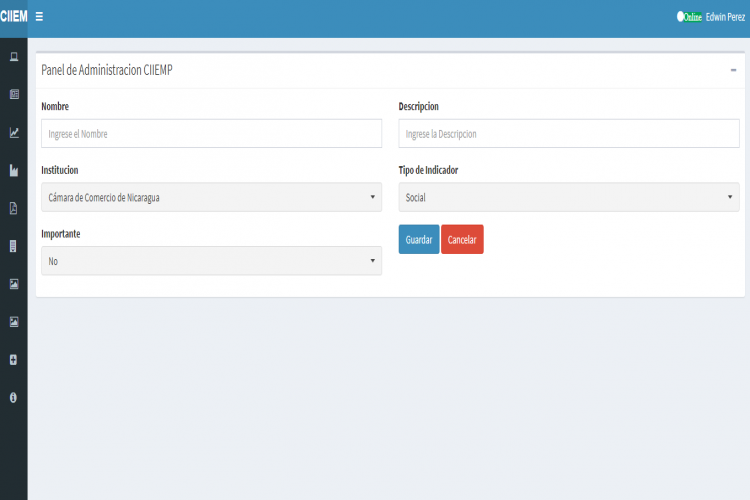 CIIEM
Online Edwin Perez
Panel de Administracion CIIEMP
Nombre
Descripcion
Ingrese el Nombre
Ingrese la Descripcion
Institucion
Tipo de Indicador
Cámara de Comercio de Nicaragua
Social
Importante
Guardar
Cancelar
No